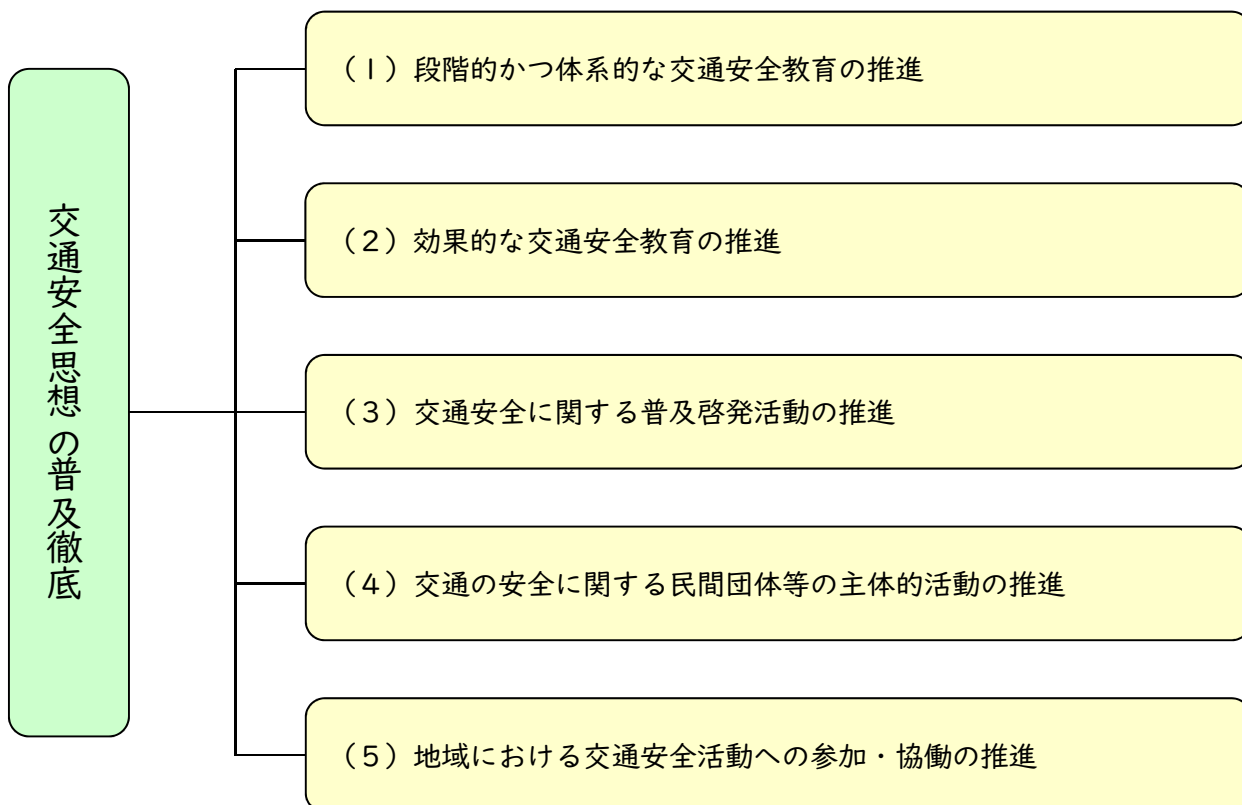 交通安全思想の普及徹底
（1）段階的かつ体系的な交通安全教育の推進
（2）効果的な交通安全教育の推進
（3）交通安全に関する普及啓発活動の推進
（4）交通の安全に関する民間団体等の主体的活動の推進
（5）地域における交通安全活動への参加・協働の推進